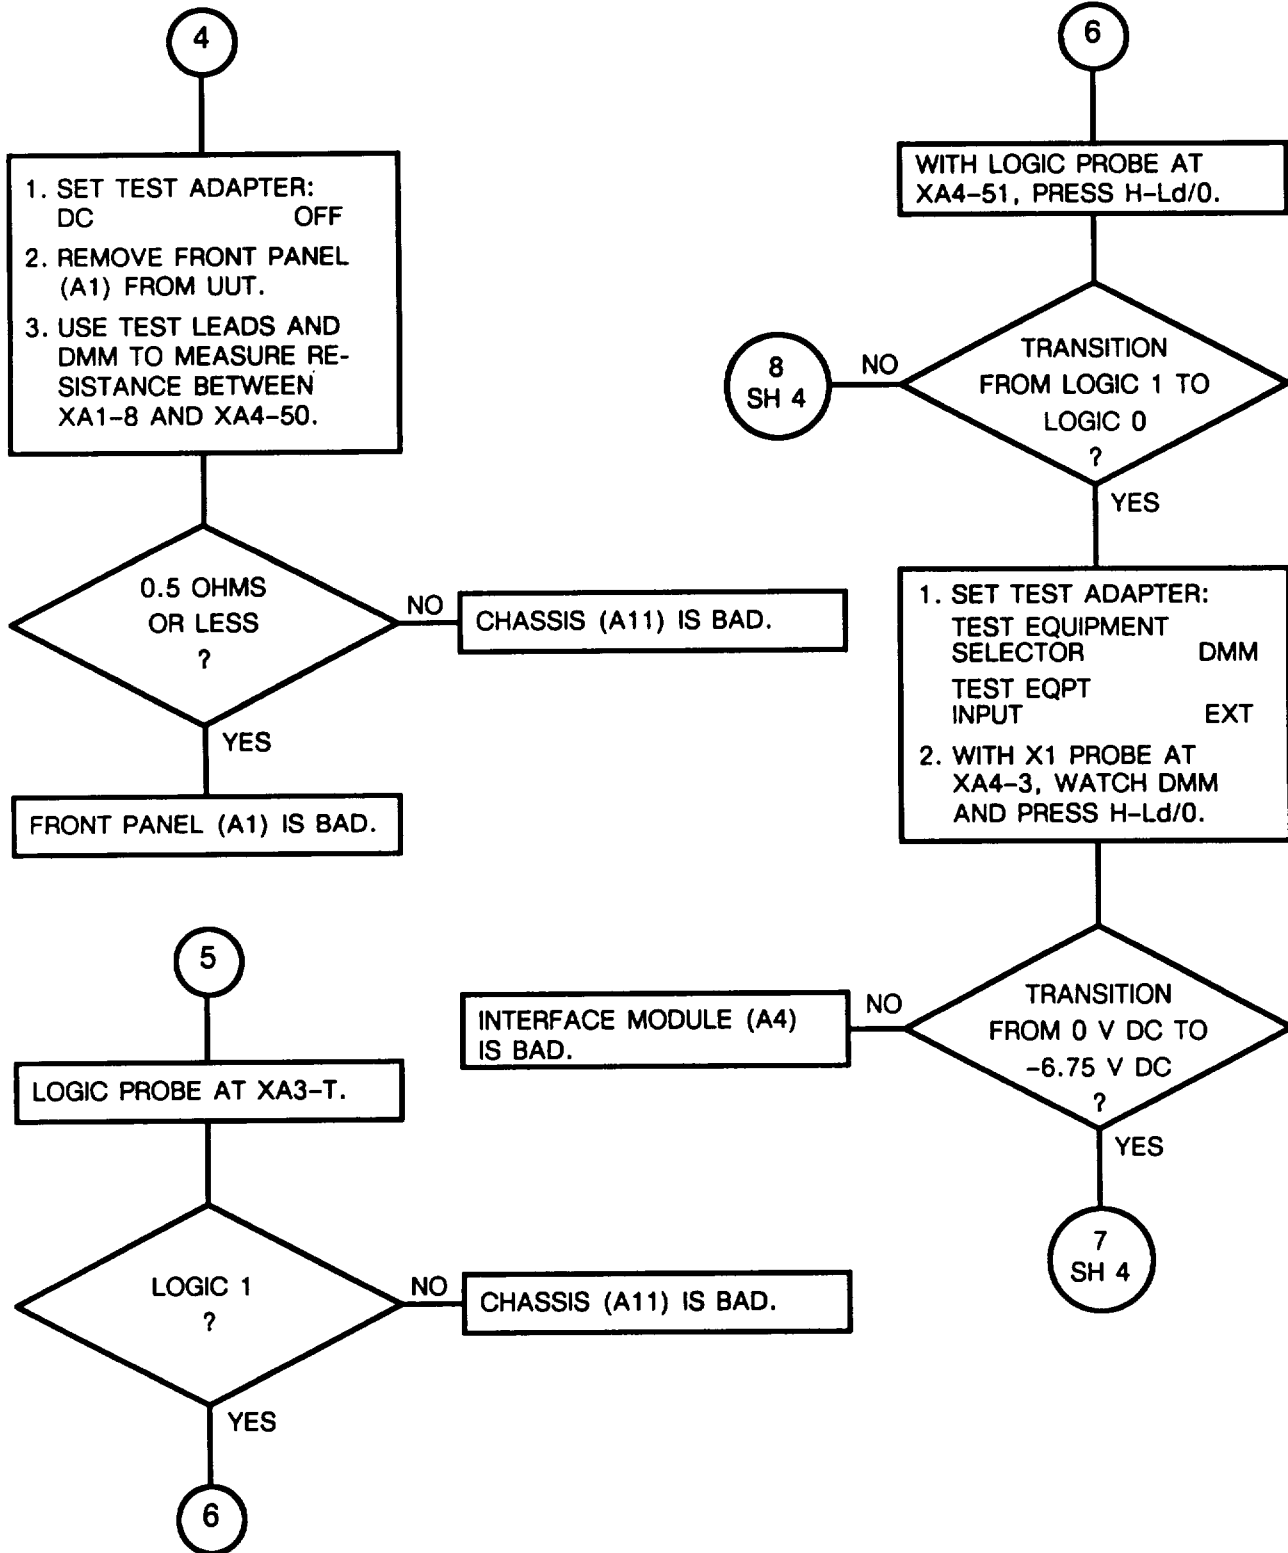 4
1. SET TEST ADAPTER:
DC OFF
2. REMOVE FRONT PANEL
(A1) FROM UUT.
3. USE TEST LEADS AND
DMM TO MEASURE RE-
SISTANCE BETWEEN
XA1-8 AND XA4-50.
0.5 OHMS
OR LESS
?
NO
CHASSIS (A11) IS BAD.
YES
FRONT PANEL (A1) IS BAD.
5
LOGIC PROBE AT XA3-T.
LOGIC 1
?
NO
CHASSIS (A11) IS BAD.
YES
6
6
WITH LOGIC PROBE AT
XA4-51, PRESS H-Ld/0.
TRANSITION
FROM LOGIC 1 TO
LOGIC 0
?
NO
8
SH 4
YES
1. SET TEST ADAPTER:
TEST EQUIPMENT
SELECTOR DMM
TEST EQPT
INPUT EXT
2. WITH X1 PROBE AT
XA4-3, WATCH DMM
AND PRESS H-Ld/0.
TRANSITION
FROM 0 V DC TO
-6.75 V DC
?
NO
INTERFACE MODULE (A4)
IS BAD.
YES
7
SH 4